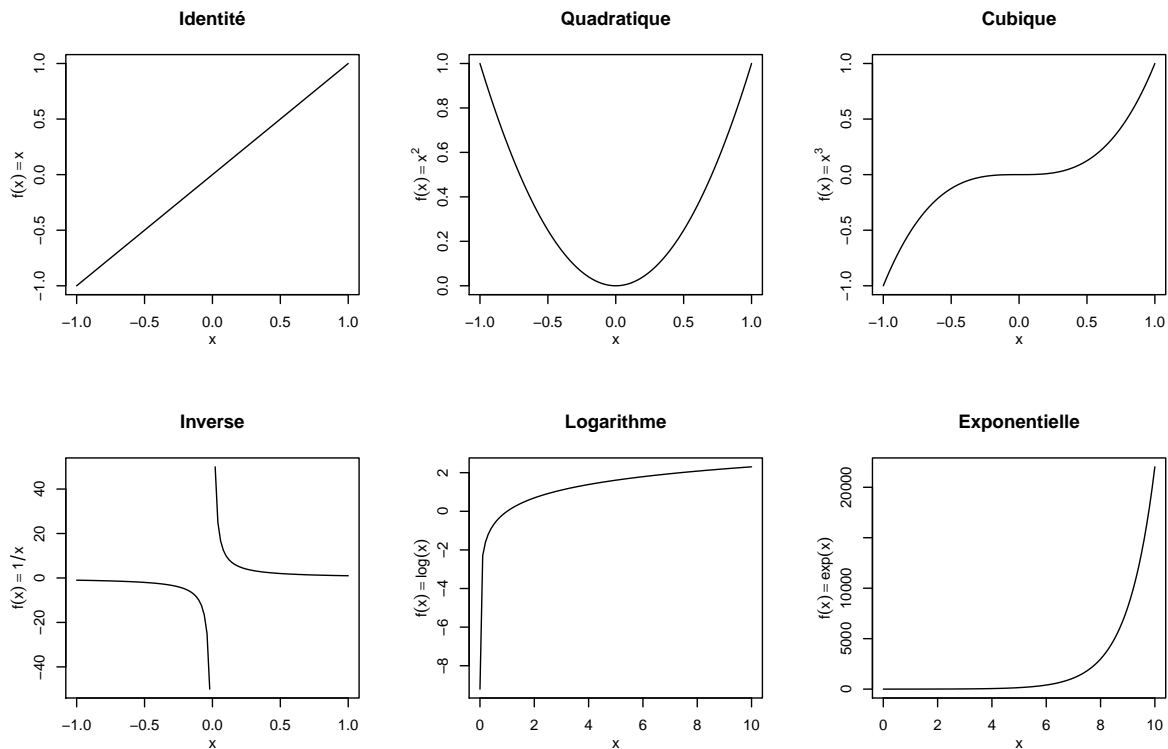 Identité
f(x) = x
1.0
0.5
0.0
−0.5
−1.0
−1.0 −0.5 0.0 0.5 1.0
x
Quadratique
f(x) = x²
1.0
0.8
0.6
0.4
0.2
0.0
−1.0 −0.5 0.0 0.5 1.0
x
Cubique
f(x) = x³
1.0
0.5
0.0
−0.5
−1.0
−1.0 −0.5 0.0 0.5 1.0
x
Inverse
f(x) = 1/x
40
20
0
−20
−40
−1.0 −0.5 0.0 0.5 1.0
x
Logarithme
f(x) = log(x)
2
0
−2
−4
−6
−8
0 2 4 6 8 10
x
Exponentielle
f(x) = exp(x)
20000
10000
5000
0
0 2 4 6 8 10
x